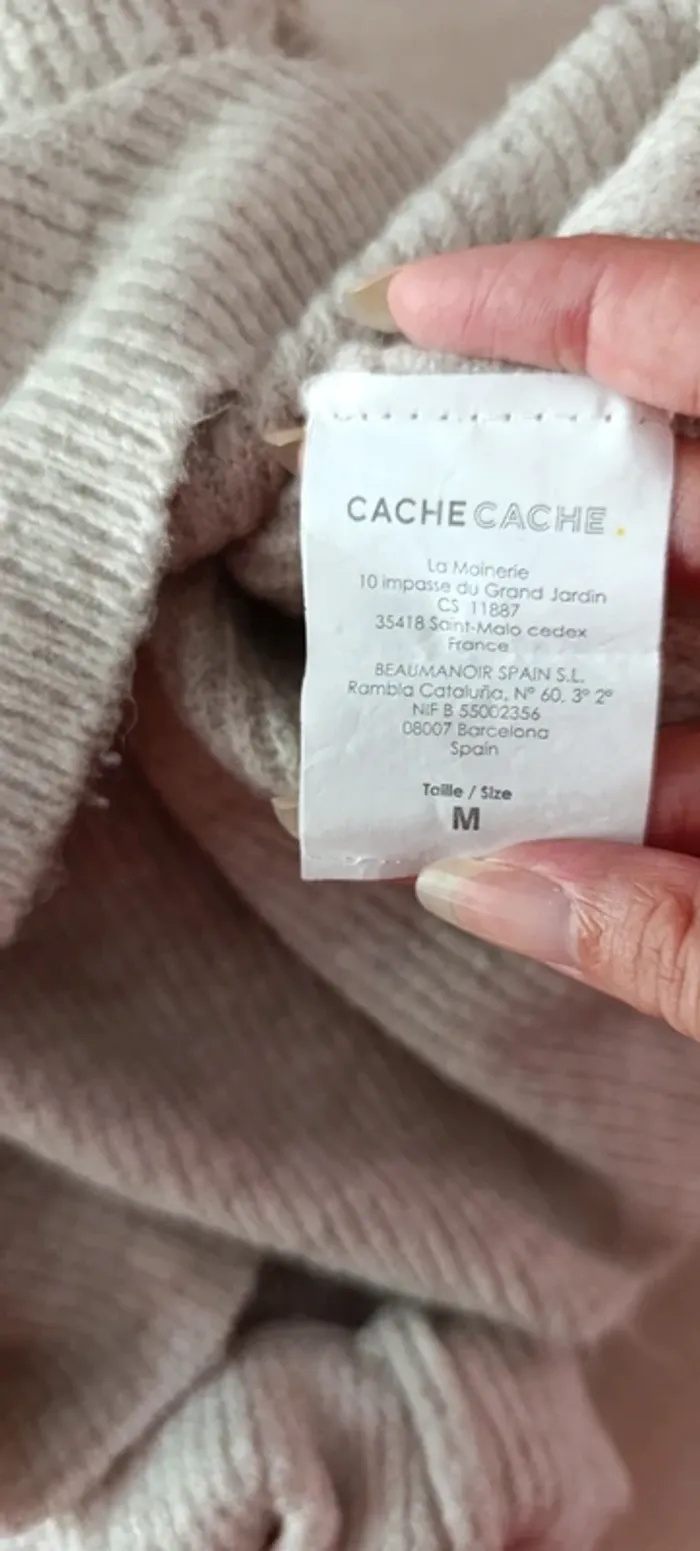 CACHE CACHE.
La Moinerie
10 impasse du Grand Jardin
CS 11887
35418 Saint-Malo cedex
France
BEAUMANOIR SPAIN S.L.
Rambla Cataluña, Nº 60, 3º 2º
NIF B 55002356
08007 Barcelona
Spain
Taille / Size
M